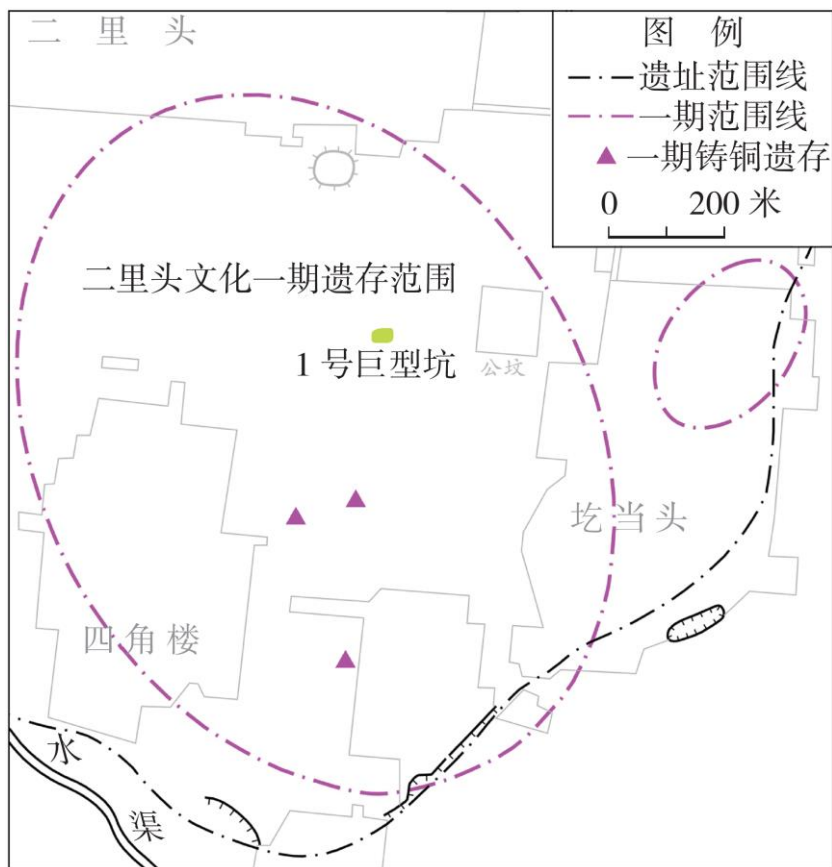 二里头
图 例
遗址范围线
一期范围线
一期铸铜遗存
0 200 米
二里头文化一期遗存范围
1 号巨型坑
公坟
圪当头
四角楼
水渠